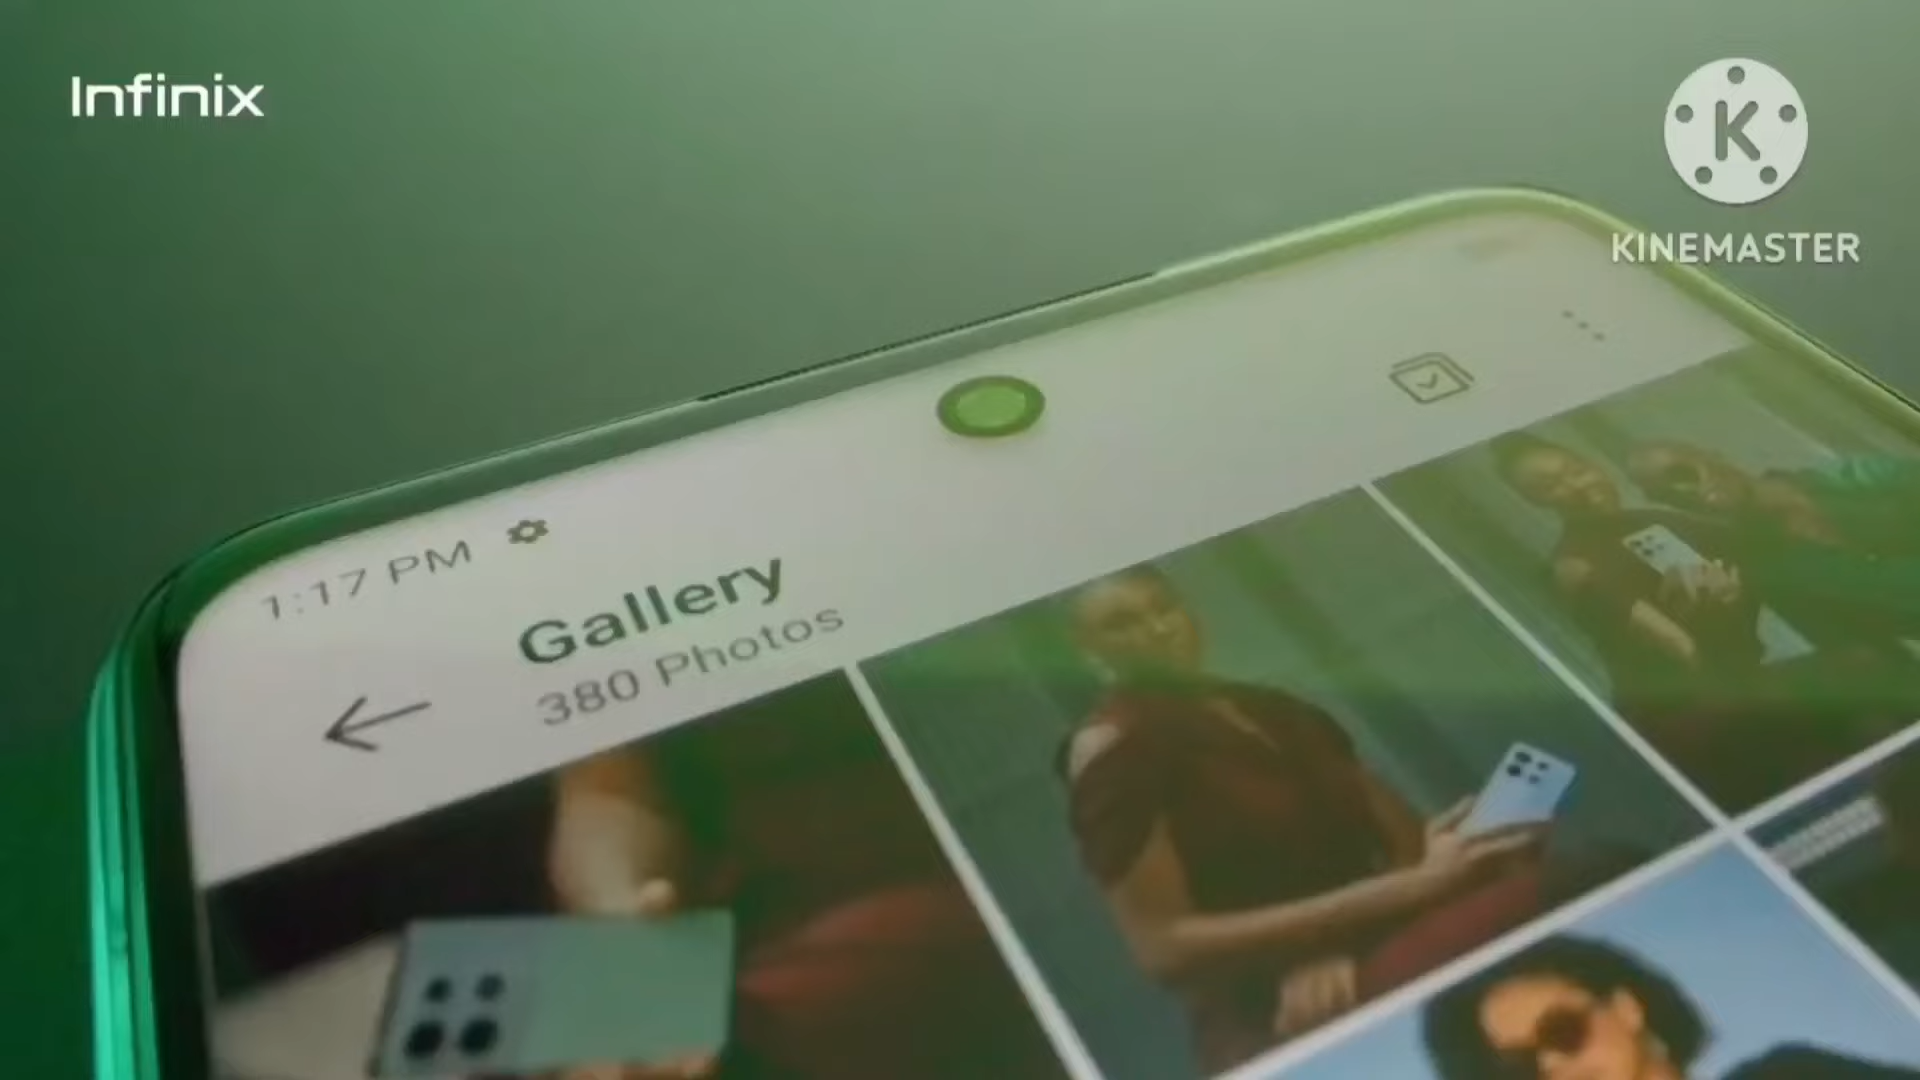 Infinix
K
KINEMASTER
1:17 PM
Gallery
380 Photos